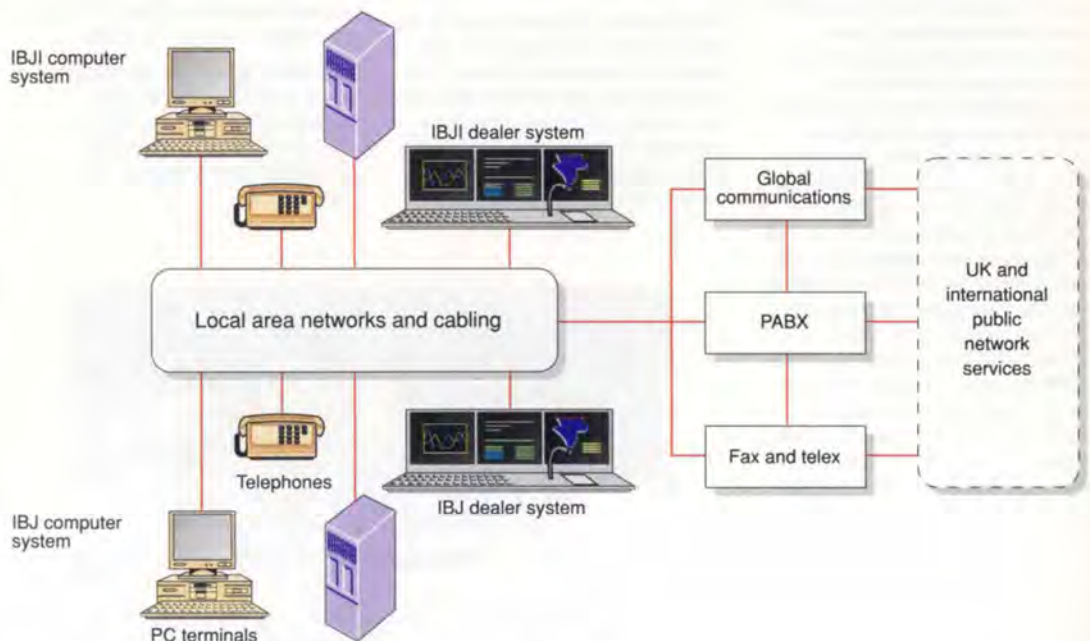 IBJI computer
system
IBJI dealer system
Global
communications
Local area networks and cabling
PABX
UK and
international
public
network
services
Telephones
Fax and telex
IBJ dealer system
IBJ computer
system
PC terminals